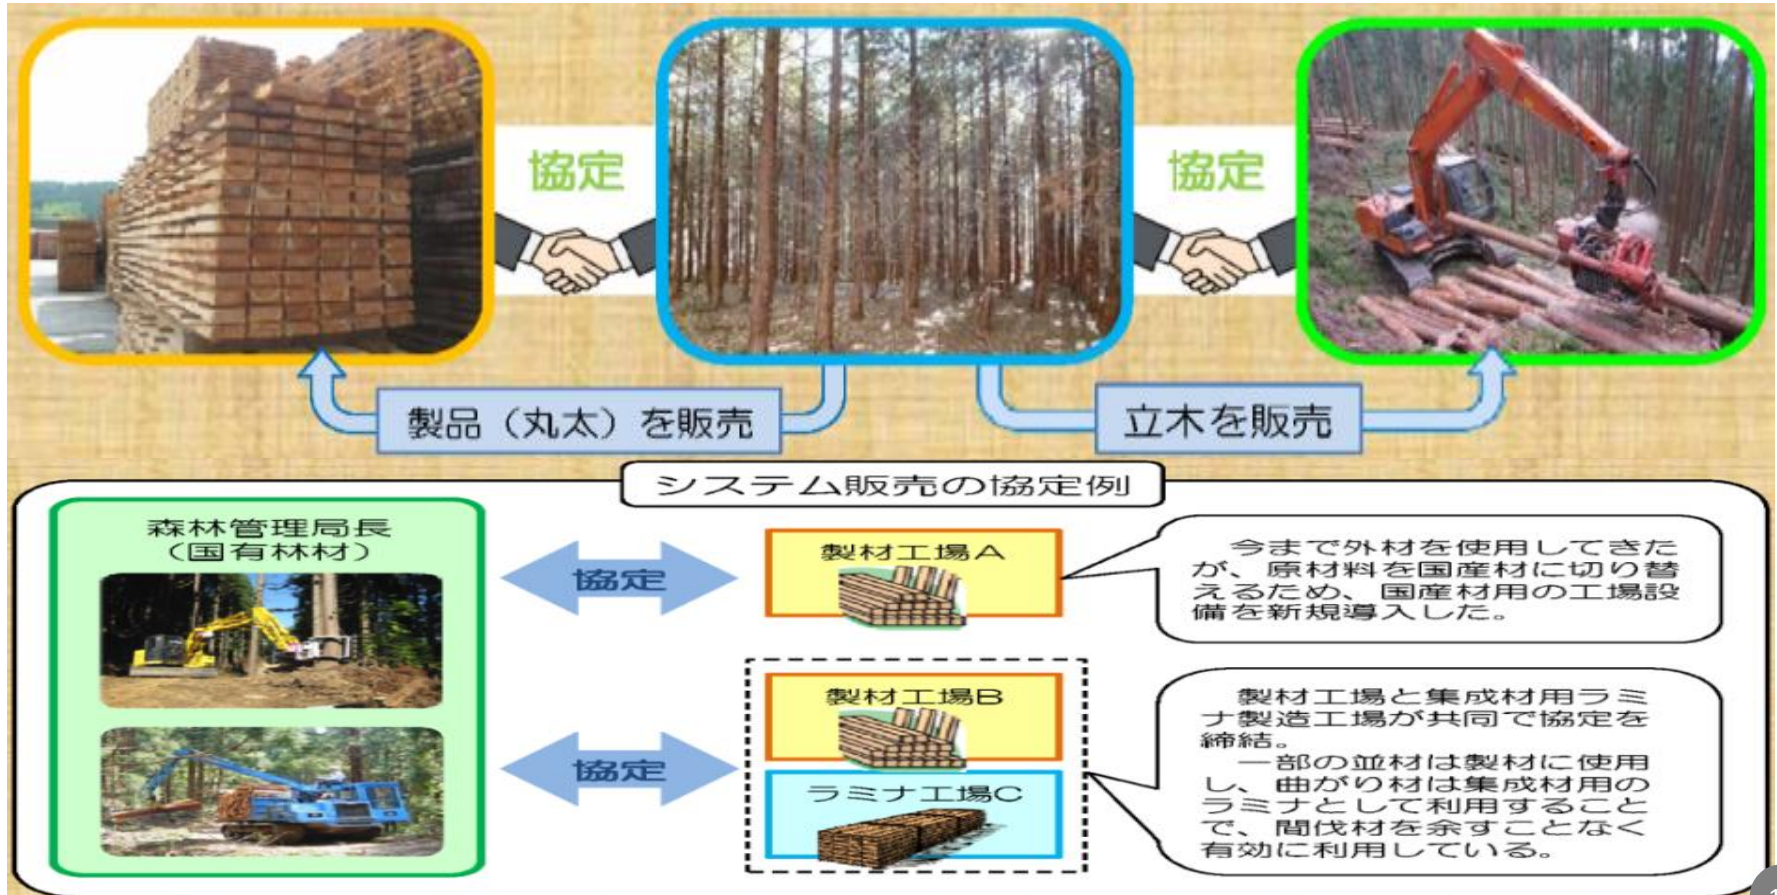 協定
協定
製品（丸太）を販売
立木を販売
システム販売の協定例
森林管理局長
（国有林材）
協定
製材工場A
今まで外材を使用してきた
が、原材料を国産材に切り替
えるため、国産材用の工場設
備を新規導入した。
協定
製材工場B
ラミナ工場C
製材工場と集成材用ラミ
ナ製造工場が共同で協定を
締結。
一部の並材は製材に使用
し、曲がり材は集成材用の
ラミナとして利用すること
で、間伐材を余すことなく
有効に利用している。